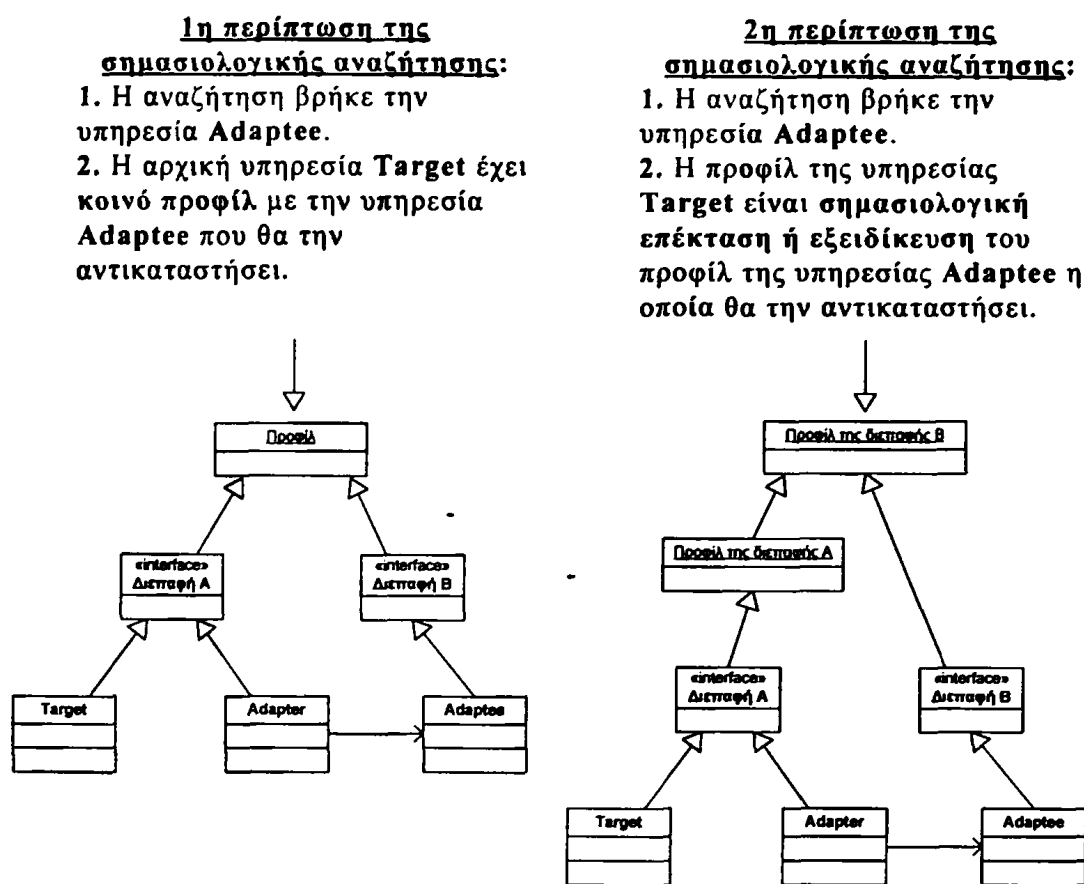 1η περίπτωση της
σημασιολογικής αναζήτησης:
1. Η αναζήτηση βρήκε την
υπηρεσία Adaptee.
2. Η αρχική υπηρεσία Target έχει
κοινό προφίλ με την υπηρεσία
Adaptee που θα την
αντικαταστήσει.
Προφίλ
«interface»
Διεπαφή Α
«interface»
Διεπαφή Β
Target
Adapter
Adaptee
2η περίπτωση της
σημασιολογικής αναζήτησης:
1. Η αναζήτηση βρήκε την
υπηρεσία Adaptee.
2. Η προφίλ της υπηρεσίας
Target είναι σημασιολογική
επέκταση ή εξειδίκευση του
προφίλ της υπηρεσίας Adaptee η
οποία θα την αντικαταστήσει.
Προφίλ της διεπαφής Β
Προφίλ της διεπαφής Α
«interface»
Διεπαφή Α
«interface»
Διεπαφή Β
Target
Adapter
Adaptee